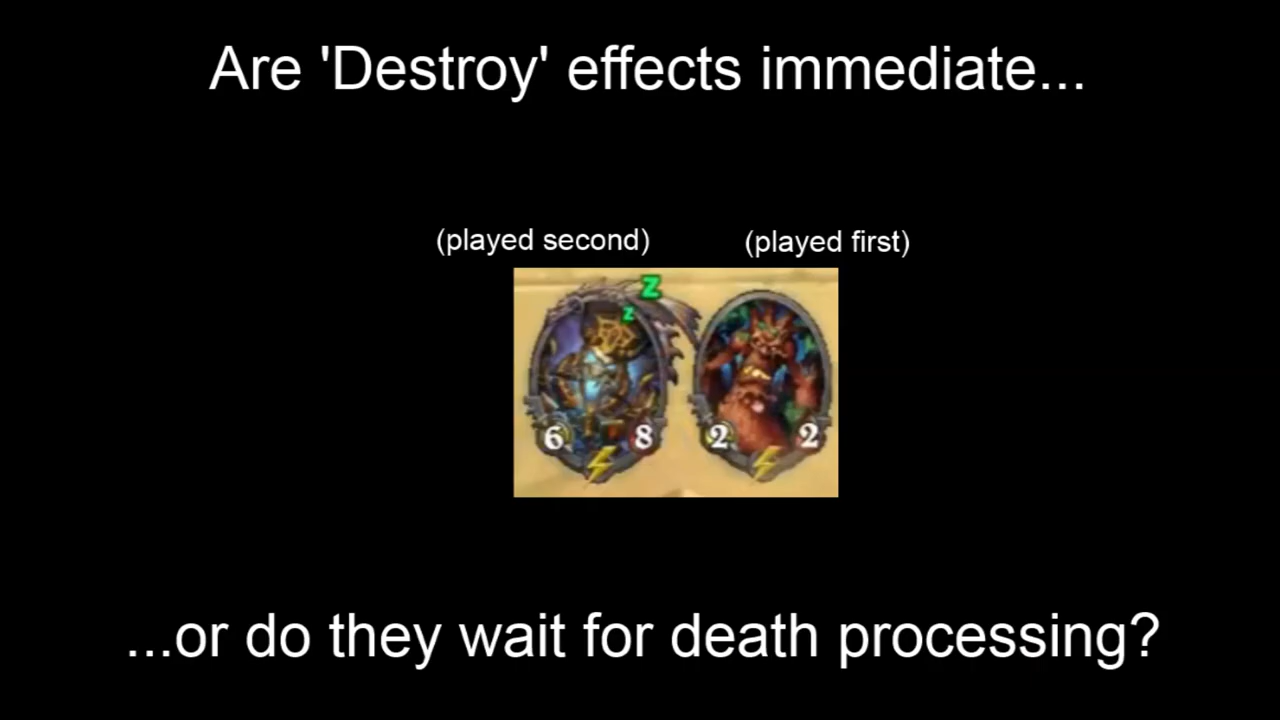 Are 'Destroy' effects immediate...
(played second) (played first)
z
z
6 8 2 2
...or do they wait for death processing?